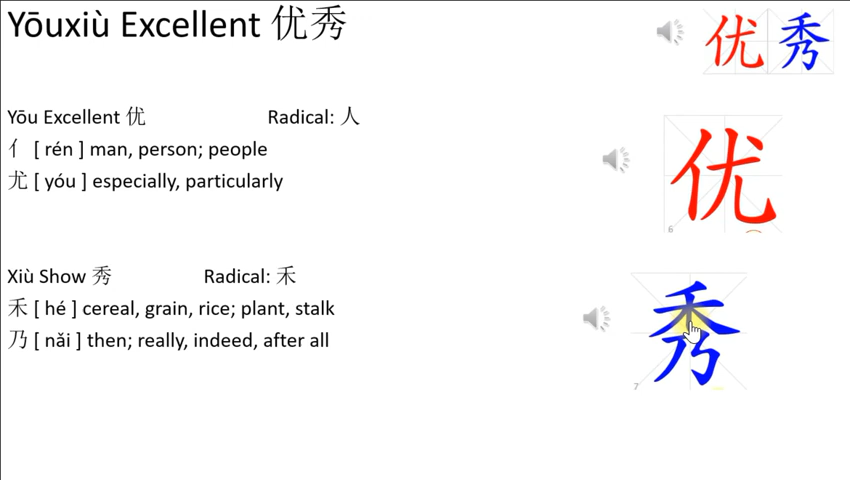 Yōuxiù Excellent 优秀
优秀
Yōu Excellent 优 Radical: 人
亻 [ rén ] man, person; people
尤 [ yóu ] especially, particularly
优
6
Xiù Show 秀 Radical: 禾
禾 [ hé ] cereal, grain, rice; plant, stalk
乃 [ nǎi ] then; really, indeed, after all
秀
7